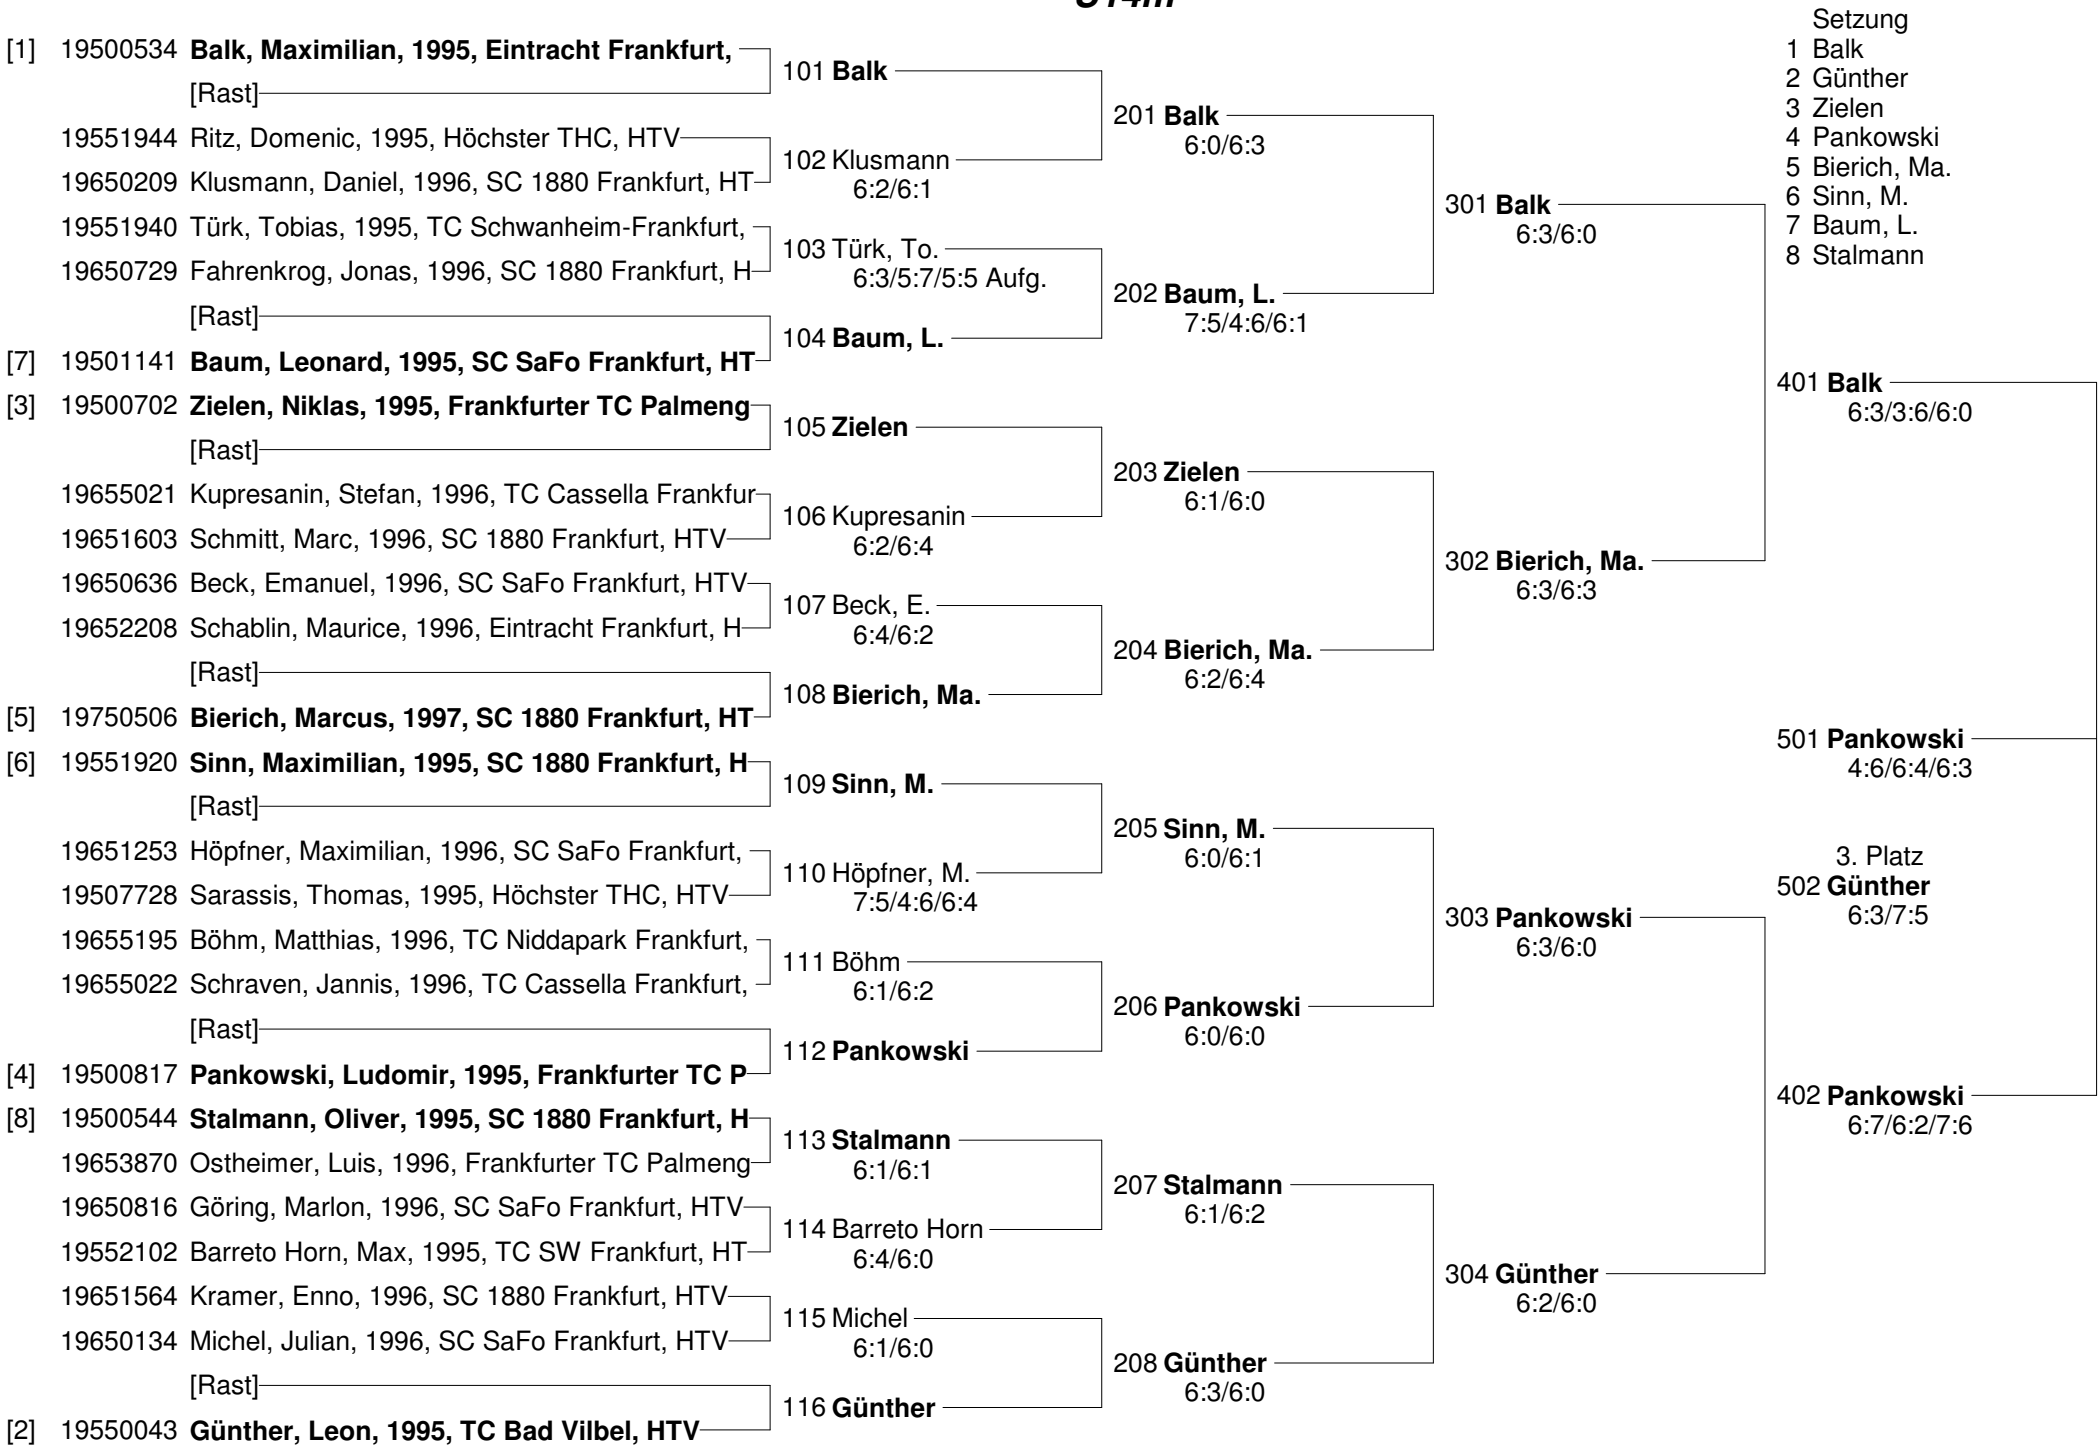 [1] 19500534 Balk, Maximilian, 1995, Eintracht Frankfurt,
[Rast]
19551944 Ritz, Domenic, 1995, Höchster THC, HTV
19650209 Klusmann, Daniel, 1996, SC 1880 Frankfurt, HT
19551940 Türk, Tobias, 1995, TC Schwanheim-Frankfurt,
19650729 Fahrenkrog, Jonas, 1996, SC 1880 Frankfurt, H
[Rast]
[7] 19501141 Baum, Leonard, 1995, SC SaFo Frankfurt, HT
[3] 19500702 Zielen, Niklas, 1995, Frankfurter TC Palmeng
[Rast]
19655021 Kupresanin, Stefan, 1996, TC Cassella Frankfur
19651603 Schmitt, Marc, 1996, SC 1880 Frankfurt, HTV
19650636 Beck, Emanuel, 1996, SC SaFo Frankfurt, HTV
19652208 Schablin, Maurice, 1996, Eintracht Frankfurt, H
[Rast]
[5] 19750506 Bierich, Marcus, 1997, SC 1880 Frankfurt, HT
[6] 19551920 Sinn, Maximilian, 1995, SC 1880 Frankfurt, H
[Rast]
19651253 Höpfner, Maximilian, 1996, SC SaFo Frankfurt,
19507728 Sarassis, Thomas, 1995, Höchster THC, HTV
19655195 Böhm, Matthias, 1996, TC Niddapark Frankfurt,
19655022 Schraven, Jannis, 1996, TC Cassella Frankfurt,
[Rast]
[4] 19500817 Pankowski, Ludomir, 1995, Frankfurter TC P
[8] 19500544 Stalmann, Oliver, 1995, SC 1880 Frankfurt, H
19653870 Ostheimer, Luis, 1996, Frankfurter TC Palmeng
19650816 Göring, Marlon, 1996, SC SaFo Frankfurt, HTV
19552102 Barreto Horn, Max, 1995, TC SW Frankfurt, HT
19651564 Kramer, Enno, 1996, SC 1880 Frankfurt, HTV
19650134 Michel, Julian, 1996, SC SaFo Frankfurt, HTV
[Rast]
[2] 19550043 Günther, Leon, 1995, TC Bad Vilbel, HTV
101 Balk
102 Klusmann
6:2/6:1
103 Türk, To.
6:3/5:7/5:5 Aufg.
104 Baum, L.
105 Zielen
106 Kupresanin
6:2/6:4
107 Beck, E.
6:4/6:2
108 Bierich, Ma.
109 Sinn, M.
110 Höpfner, M.
7:5/4:6/6:4
111 Böhm
6:1/6:2
112 Pankowski
113 Stalmann
6:1/6:1
114 Barreto Horn
6:4/6:0
115 Michel
6:1/6:0
116 Günther
201 Balk
6:0/6:3
202 Baum, L.
7:5/4:6/6:1
203 Zielen
6:1/6:0
204 Bierich, Ma.
6:2/6:4
205 Sinn, M.
6:0/6:1
206 Pankowski
6:0/6:0
207 Stalmann
6:1/6:2
208 Günther
6:3/6:0
301 Balk
6:3/6:0
302 Bierich, Ma.
6:3/6:3
303 Pankowski
6:3/6:0
304 Günther
6:2/6:0
Setzung
1 Balk
2 Günther
3 Zielen
4 Pankowski
5 Bierich, Ma.
6 Sinn, M.
7 Baum, L.
8 Stalmann
401 Balk
6:3/3:6/6:0
501 Pankowski
4:6/6:4/6:3
3. Platz
502 Günther
6:3/7:5
402 Pankowski
6:7/6:2/7:6